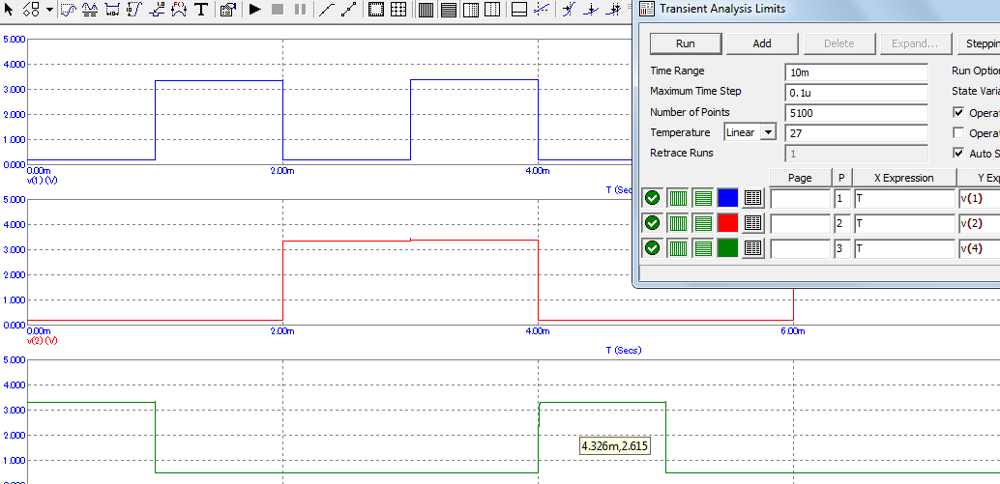 T
Transient Analysis Limits
Run Add Delete Expand... Steppin
Time Range 10m Run Optio
Maximum Time Step 0.1u State Varia
Number of Points 5100 Operat
Temperature Linear 27 Operat
Retrace Runs 1 Auto S
Page P X Expression Y Exp
1 T v(1)
2 T v(2)
3 T v(4)
5.000
4.000
3.000
2.000
1.000
0.000
0.00m 2.00m 4.00m
v(1)(V) T (Sec
5.000
4.000
3.000
2.000
1.000
0.000
0.00m 2.00m 4.00m 6.00m
v(2)(V) T (Secs)
5.000
4.000
3.000
2.000
4.326m,2.615
1.000